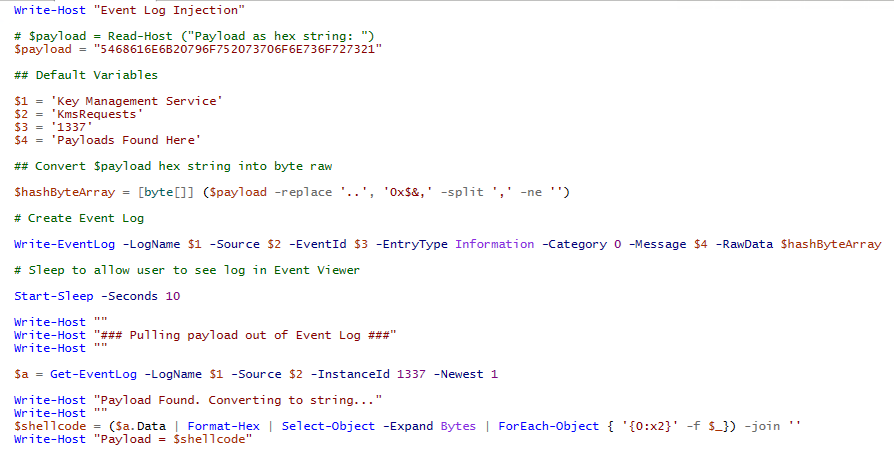 Write-Host "Event Log Injection"
# $payload = Read-Host ("Payload as hex string: ")
$payload = "5468616E6B20796F752073706F6E736F727321"
## Default Variables
$1 = 'Key Management Service'
$2 = 'KmsRequests'
$3 = '1337'
$4 = 'Payloads Found Here'
## Convert $payload hex string into byte raw
$hashByteArray = [byte[]] ($payload -replace '..', '0x$&,' -split ',' -ne '')
# Create Event Log
Write-EventLog -LogName $1 -Source $2 -EventId $3 -EntryType Information -Category 0 -Message $4 -RawData $hashByteArray
# Sleep to allow user to see log in Event Viewer
Start-Sleep -Seconds 10
Write-Host ""
Write-Host "### Pulling payload out of Event Log ###"
Write-Host ""
$a = Get-EventLog -LogName $1 -Source $2 -InstanceId 1337 -Newest 1
Write-Host "Payload Found. Converting to string..."
Write-Host ""
$shellcode = ($a.Data | Format-Hex | Select-Object -Expand Bytes | ForEach-Object { '{0:x2}' -f $_}) -join ''
Write-Host "Payload = $shellcode"